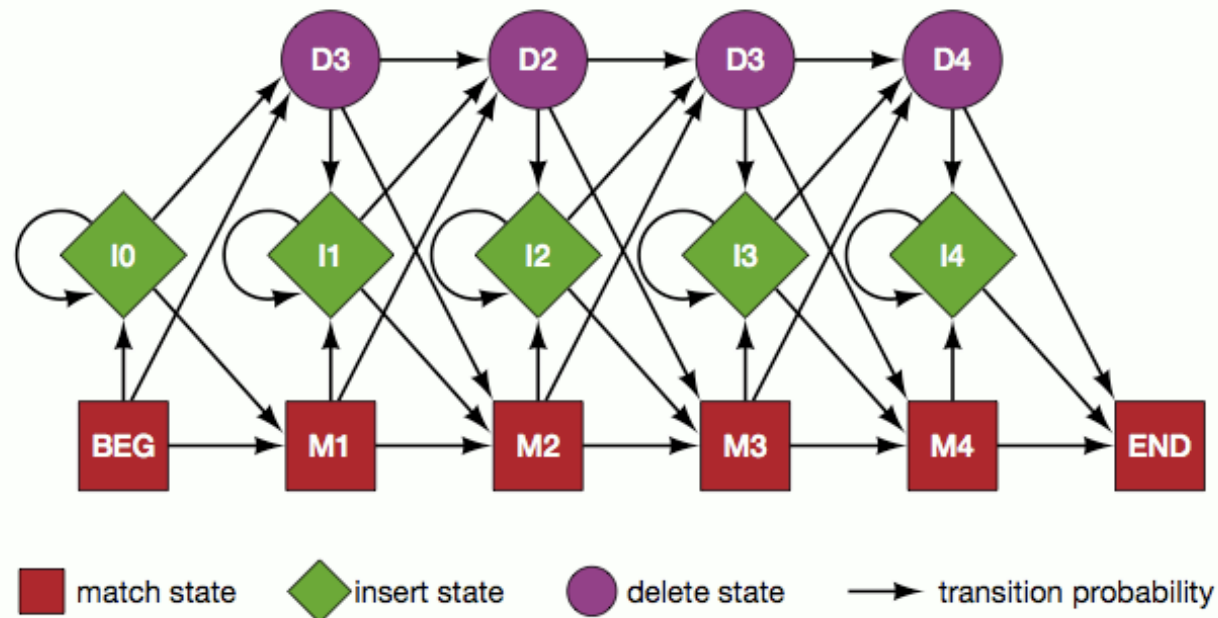 D3 D2 D3 D4
I0 I1 I2 I3 I4
BEG M1 M2 M3 M4 END
match state insert state delete state transition probability